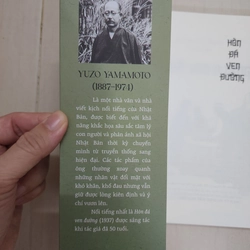 YUZO YAMAMOTO
(1887-1974)
Là một nhà văn và nhà
viết kịch nổi tiếng của Nhật
Bản, được biết đến với khả
năng khắc họa sâu sắc tâm lý
con người và phản ánh xã hội
Nhật Bản thời kỳ chuyển
mình từ truyền thống sang
hiện đại. Các tác phẩm của
ông thường xoay quanh
những nhân vật đối mặt với
khó khăn, khổ đau nhưng vẫn
giữ được lòng kiên định và ý
chí vươn lên.
Nổi tiếng nhất là Hòn đá
ven đường (1937) được sáng tác
khi tác giả đã 50 tuổi.
HÒN
ĐÁ
VEN
ĐƯỜNG